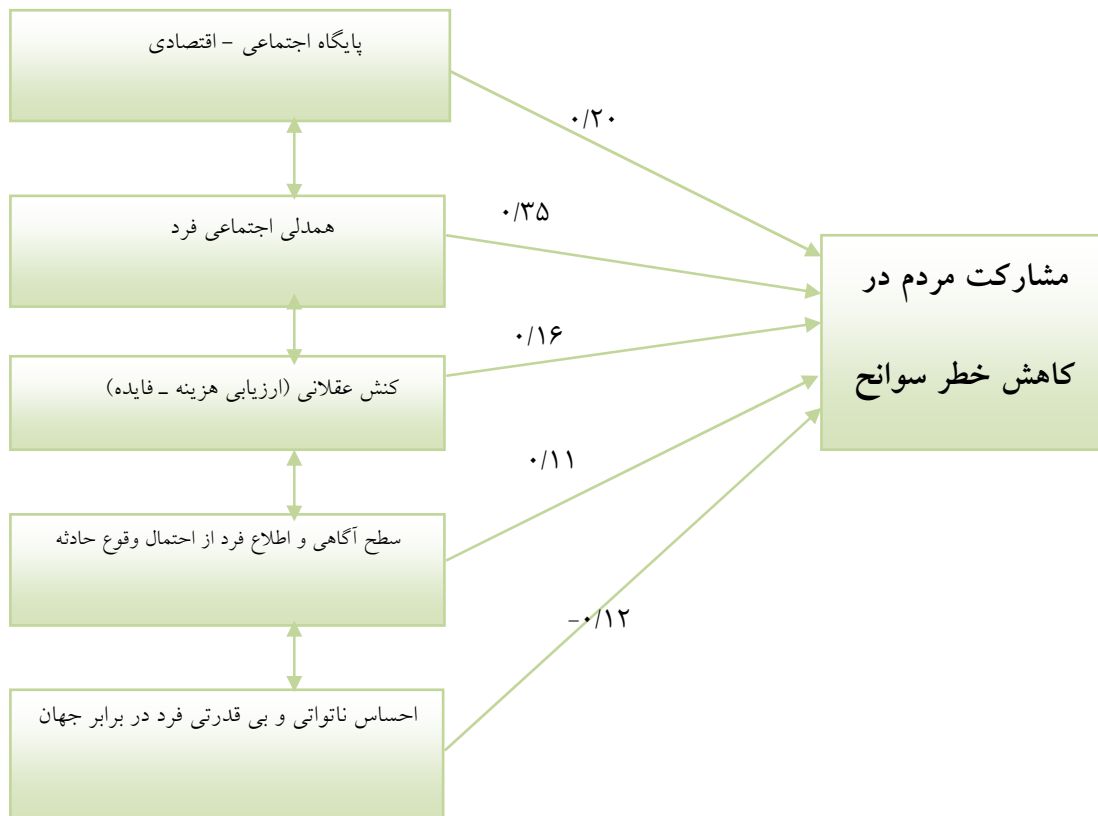 پایگاه اجتماعی – اقتصادی
۰/۲۰
همدلی اجتماعی فرد
۰/۳۵
مشارکت مردم در
کاهش خطر سوانح
۰/۱۶
کنش عقلانی (ارزیابی هزینه – فایده)
۰/۱۱
سطح آگاهی و اطلاع فرد از احتمال وقوع حادثه
-۰/۱۲
احساس ناتواتی و بی قدرتی فرد در برابر جهان